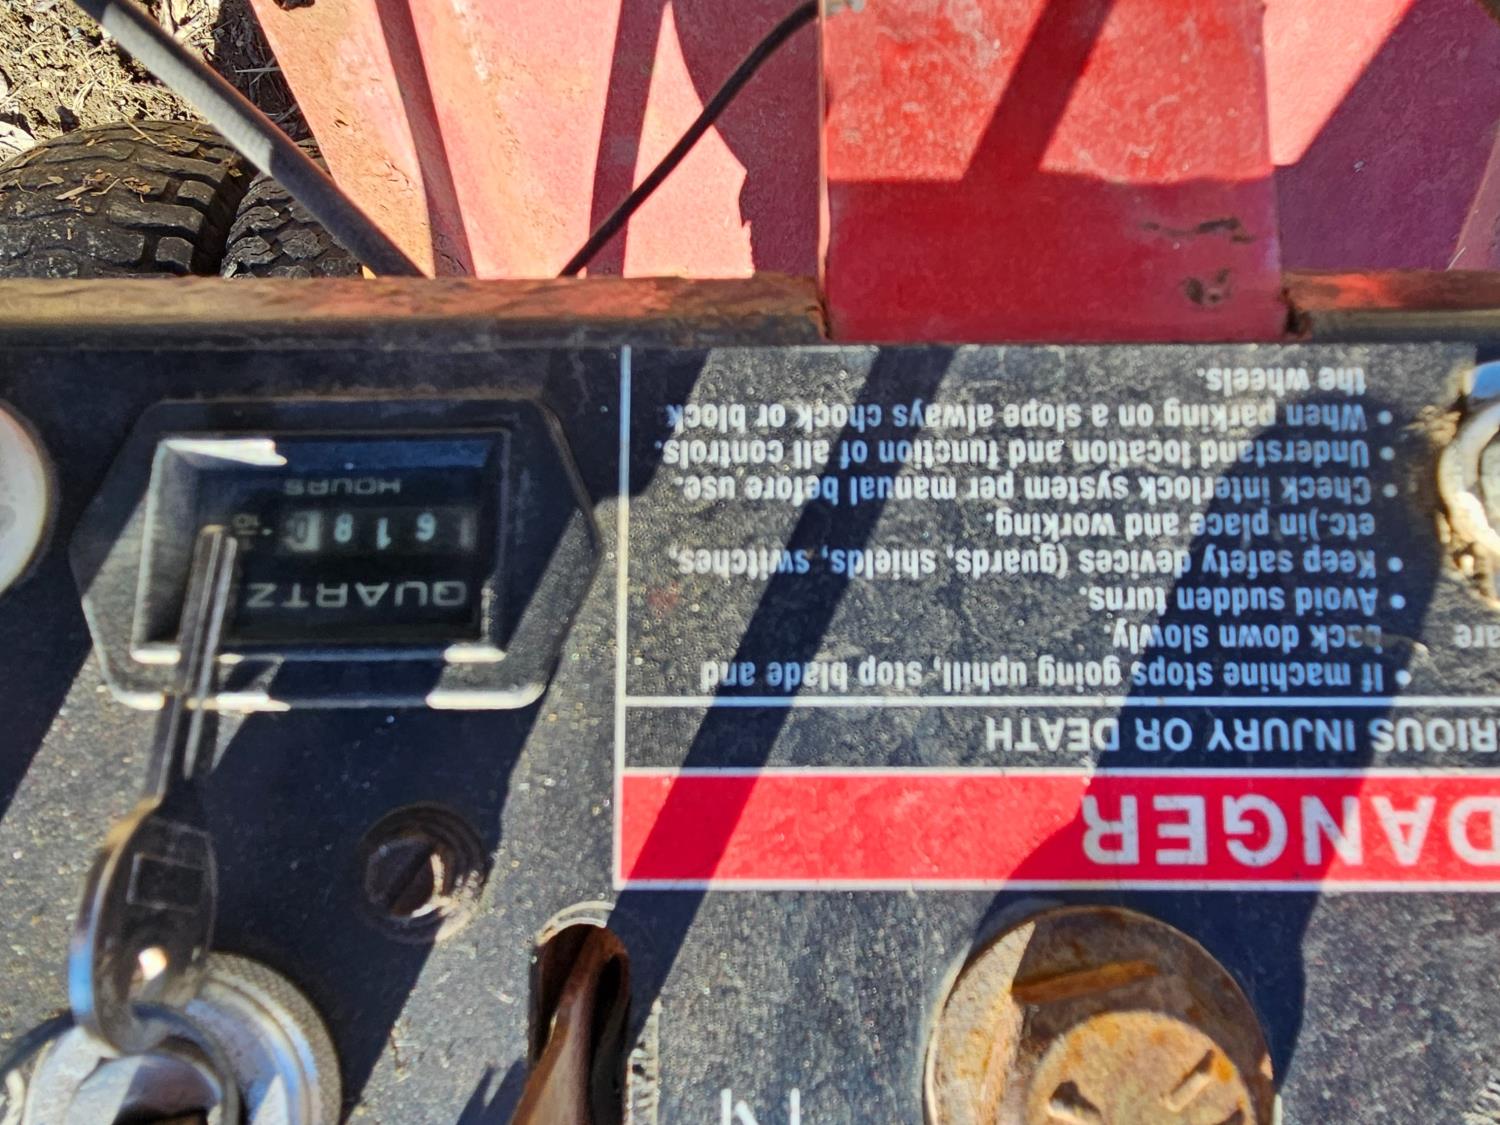 DANGER
RIOUS INJURY OR DEATH
• If machine stops going uphill, stop blade and
back down slowly.
are
• Avoid sudden turns.
• Keep safety devices (guards, shields, switches,
etc.)in place and working.
• Check interlock system per manual before use.
• Understand location and function of all controls.
• When parking on a slope always chock or block
the wheels.
QUARTZ
1/10
HOURS
N